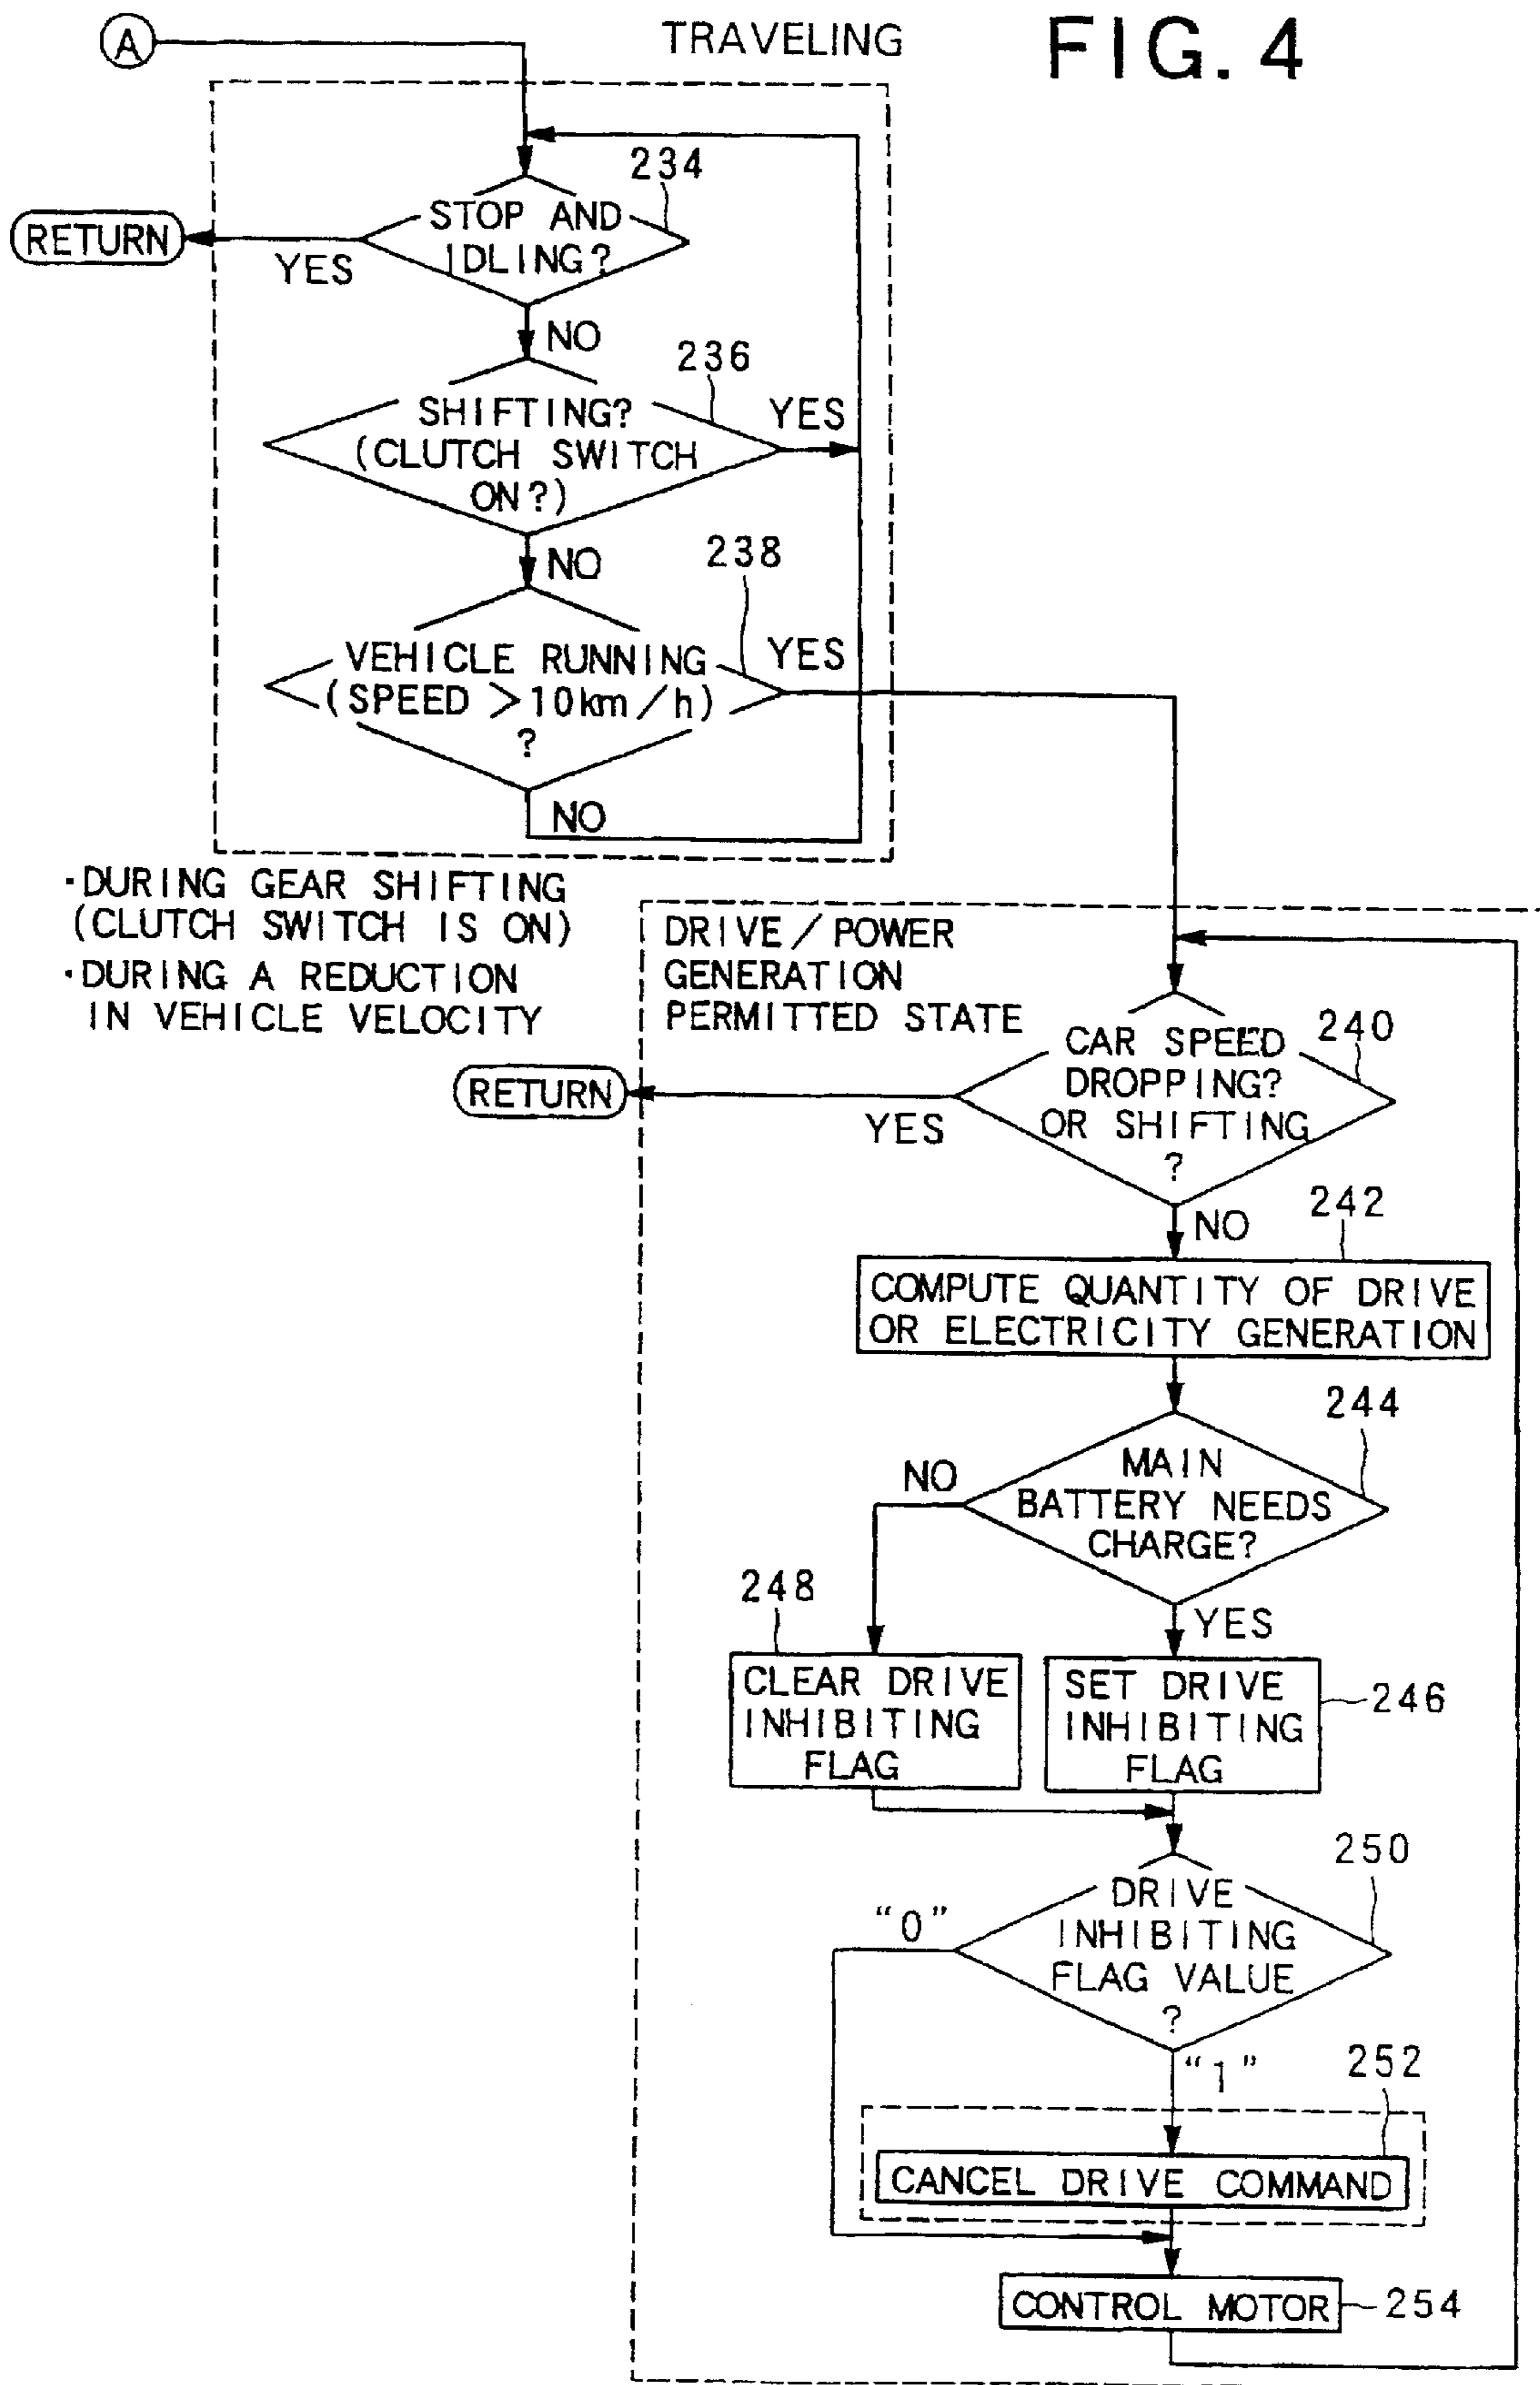 A
TRAVELING
FIG. 4
234
STOP AND
IDLING?
RETURN
YES
NO
236
SHIFTING?
(CLUTCH SWITCH
ON?)
YES
NO
238
VEHICLE RUNNING
(SPEED >10km/h)
?
YES
NO
·DURING GEAR SHIFTING
(CLUTCH SWITCH IS ON)
·DURING A REDUCTION
IN VEHICLE VELOCITY
DRIVE/POWER
GENERATION
PERMITTED STATE
240
CAR SPEED
DROPPING?
OR SHIFTING
?
RETURN
YES
NO
242
COMPUTE QUANTITY OF DRIVE
OR ELECTRICITY GENERATION
244
MAIN
BATTERY NEEDS
CHARGE?
NO
YES
248
CLEAR DRIVE
INHIBITING
FLAG
SET DRIVE
INHIBITING
FLAG
246
250
DRIVE
INHIBITING
FLAG VALUE
?
"0"
"1"
252
CANCEL DRIVE COMMAND
CONTROL MOTOR
254